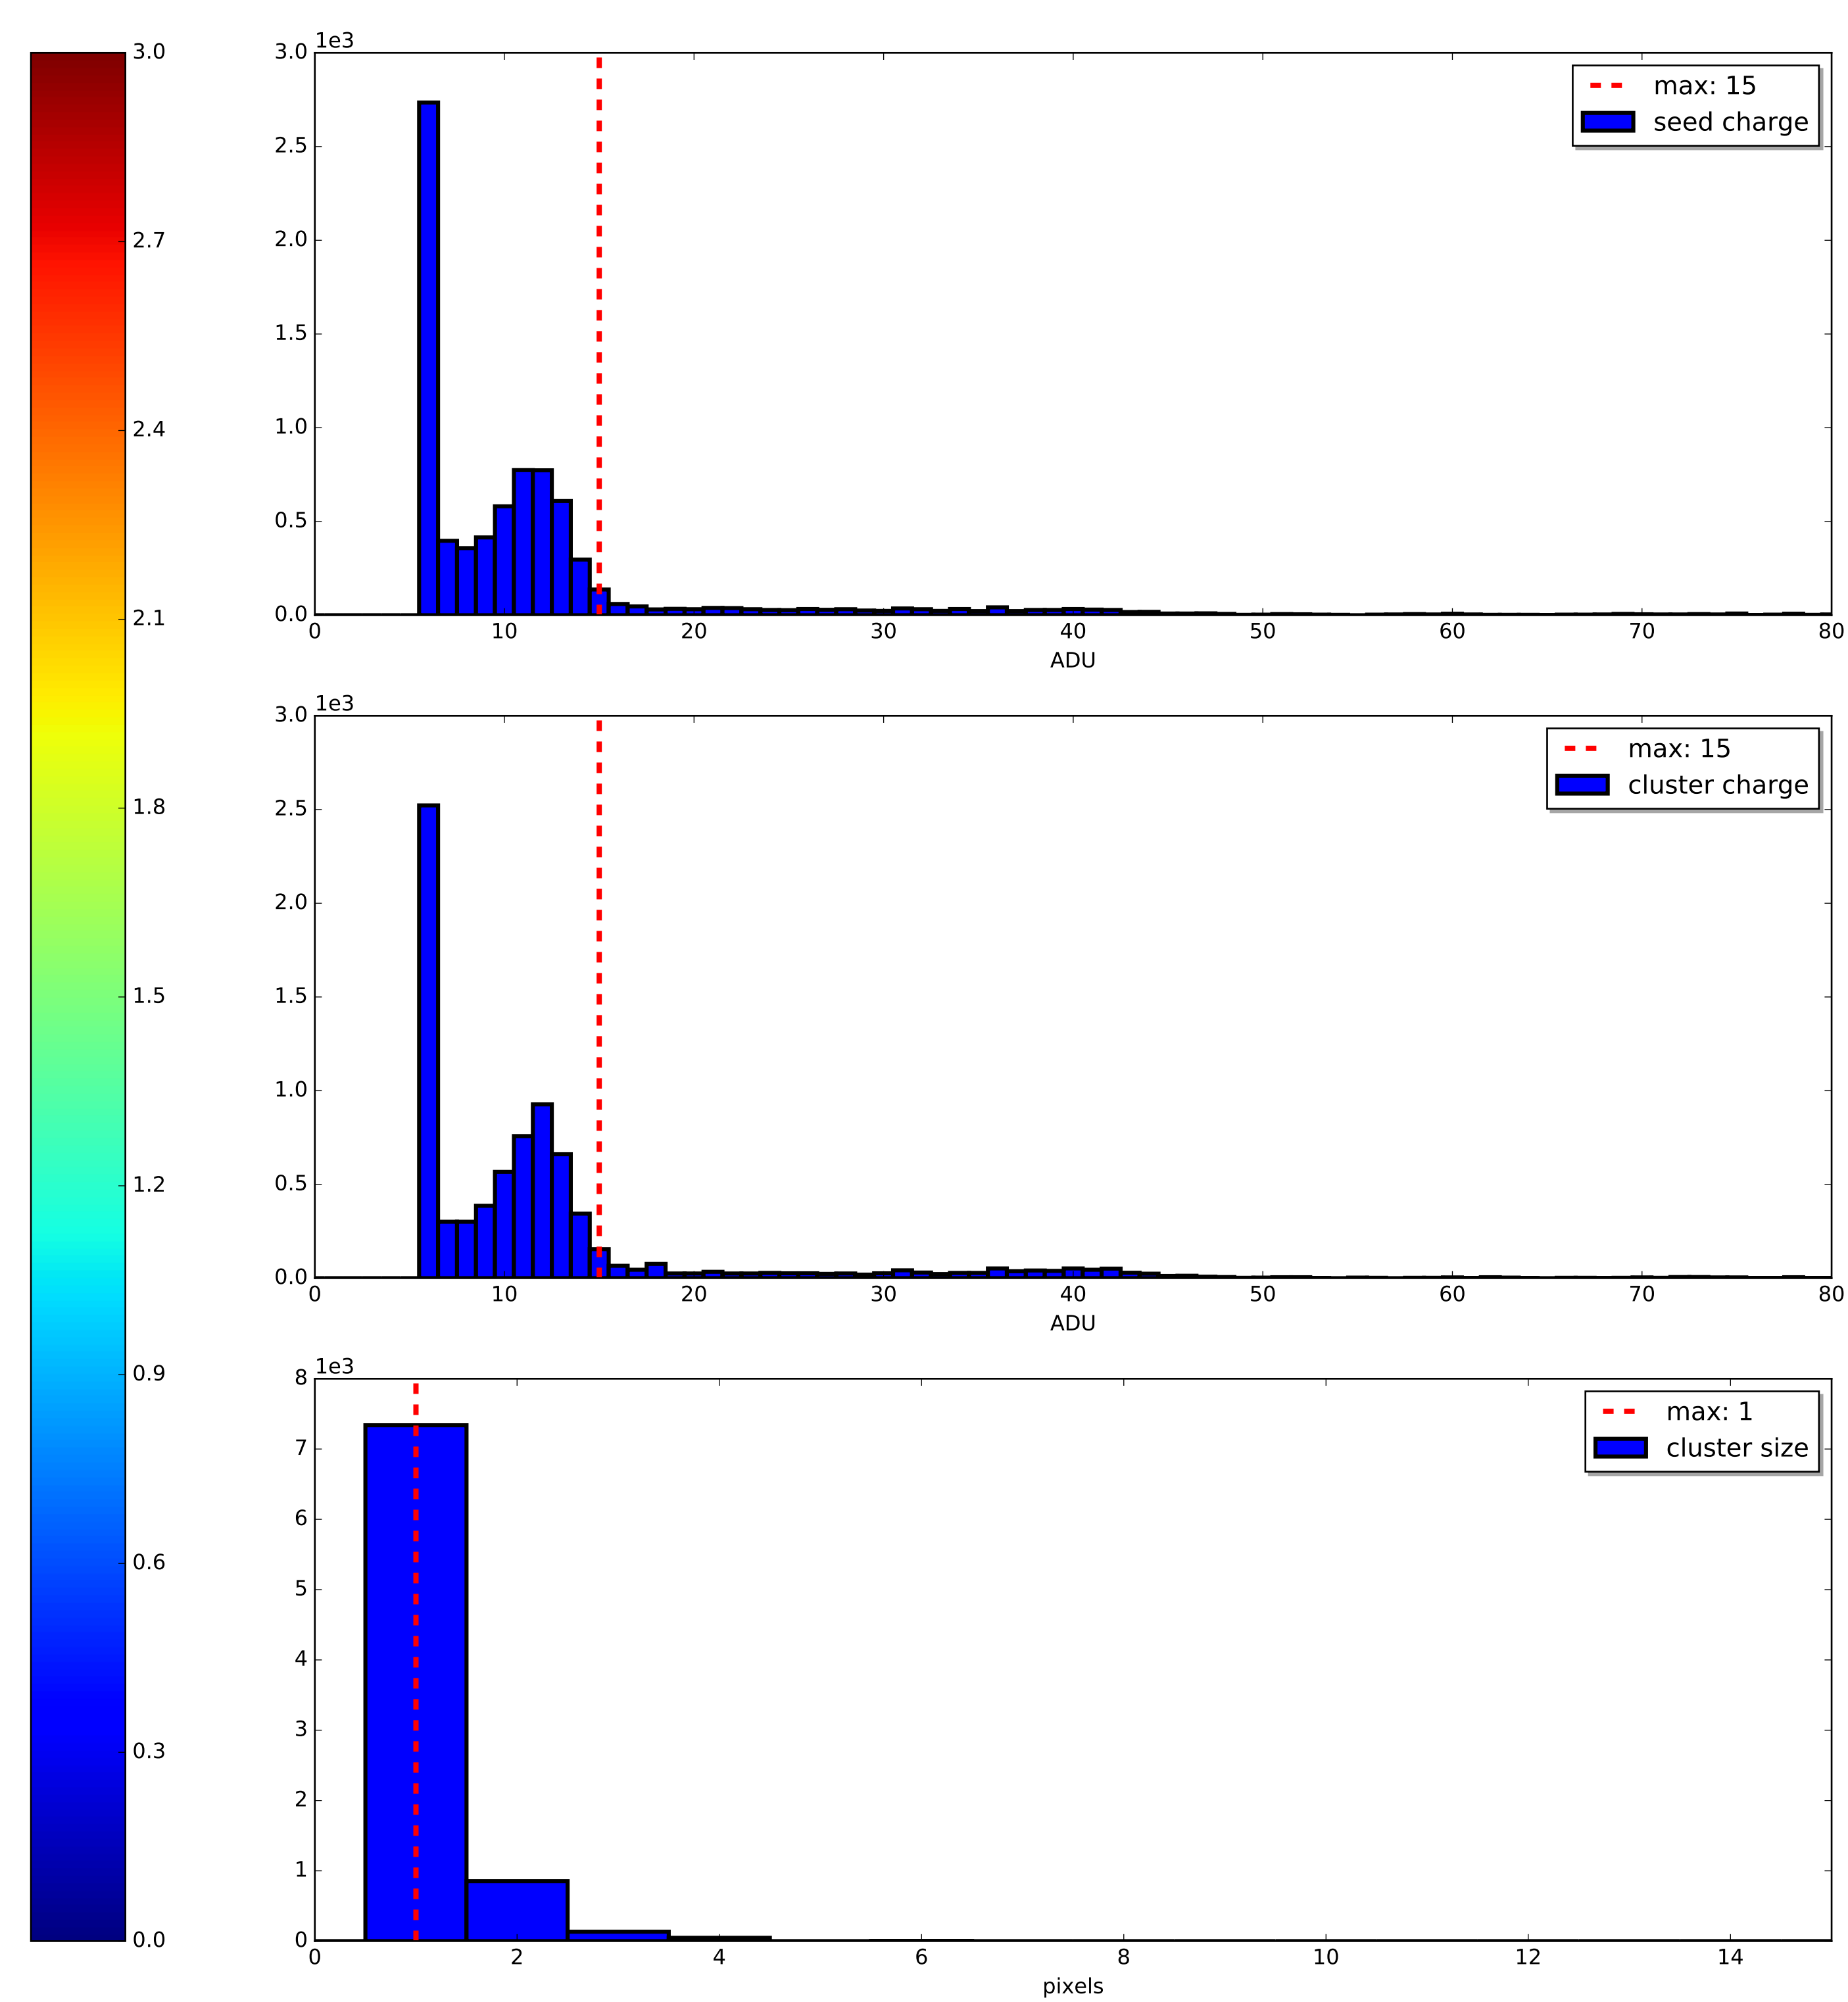 3.0
2.7
2.4
2.1
1.8
1.5
1.2
0.9
0.6
0.3
0.0
1e3
3.0
2.5
2.0
1.5
1.0
0.5
0.0
max: 15
seed charge
0 10 20 30 40 50 60 70 80
ADU
1e3
3.0
2.5
2.0
1.5
1.0
0.5
0.0
max: 15
cluster charge
0 10 20 30 40 50 60 70 80
ADU
1e3
8
7
6
5
4
3
2
1
0
max: 1
cluster size
0 2 4 6 8 10 12 14
pixels